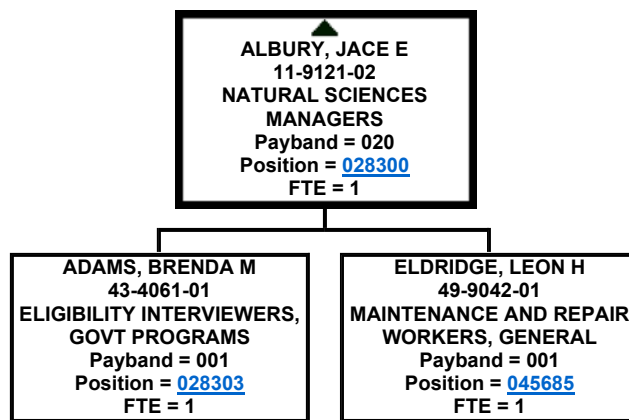 ALBURY, JACE E
11-9121-02
NATURAL SCIENCES
MANAGERS
Payband = 020
Position = 028300
FTE = 1
ADAMS, BRENDA M
43-4061-01
ELIGIBILITY INTERVIEWERS,
GOVT PROGRAMS
Payband = 001
Position = 028303
FTE = 1
ELDRIDGE, LEON H
49-9042-01
MAINTENANCE AND REPAIR
WORKERS, GENERAL
Payband = 001
Position = 045685
FTE = 1